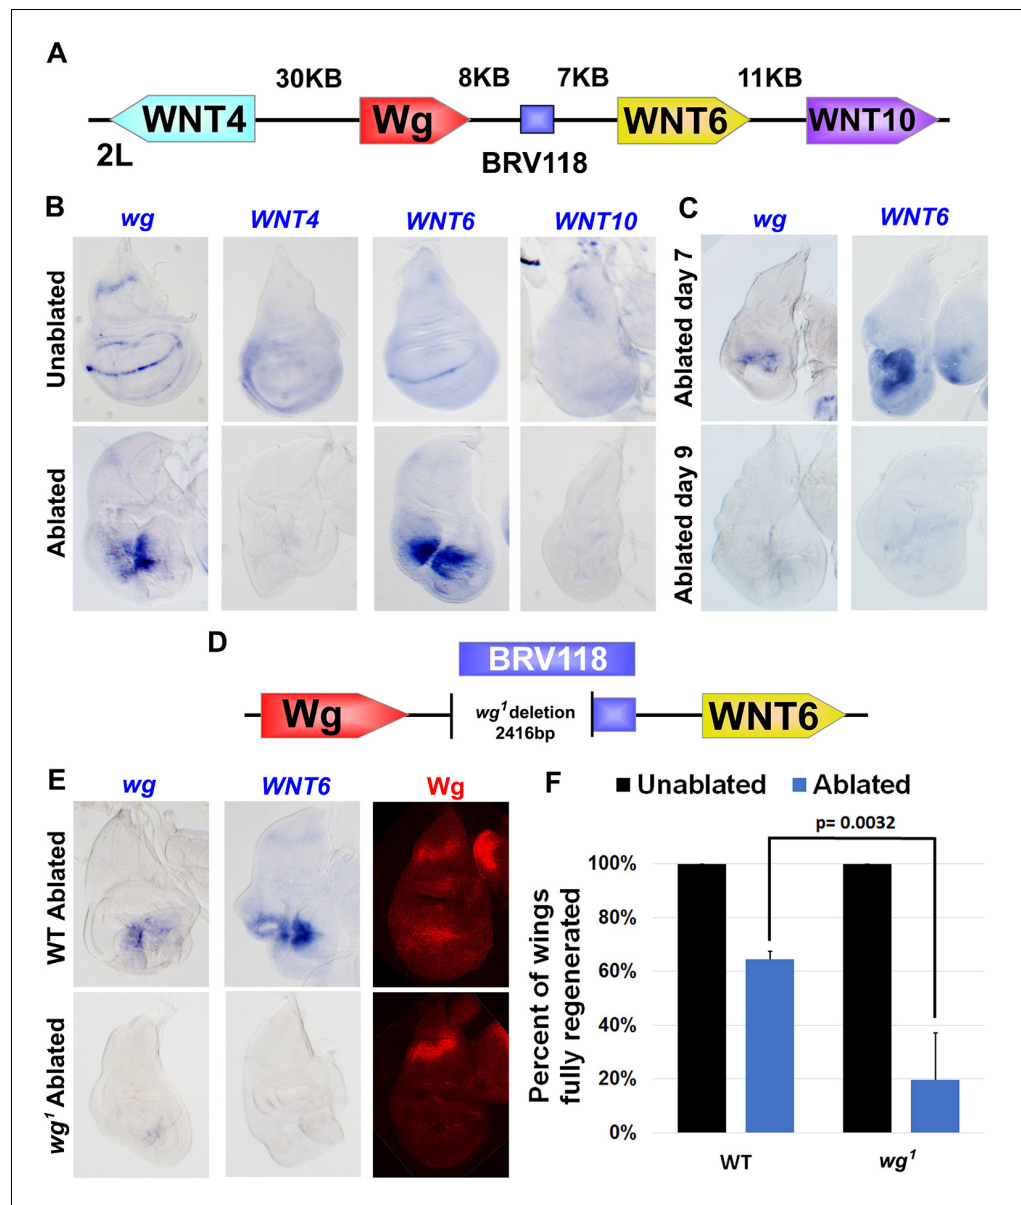 A
30KB 8KB 7KB 11KB
WNT4 Wg WNT6 WNT10
2L
BRV118
B
wg WNT4 WNT6 WNT10
Unablated
Ablated
C
wg WNT6
Ablated day 7
Ablated day 9
D
BRV118
Wg
wg1 deletion
2416bp
WNT6
E
wg WNT6 Wg
WT Ablated
wg1 Ablated
F
Unablated Ablated
p= 0.0032
Percent of wings
fully regenerated
100%
80%
60%
40%
20%
0%
WT wg1